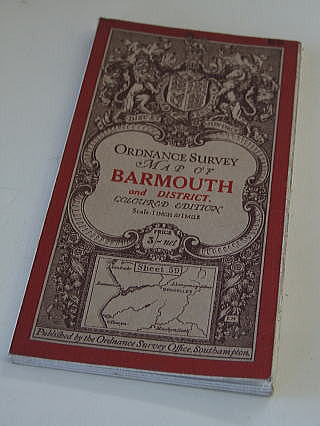 ORDNANCE SURVEY
MAP OF
BARMOUTH
and DISTRICT.
COLOURED EDITION
Scale: 1 INCH to 1 MILE
PRICE
3/- net
Sheet 59
Published by the Ordnance Survey Office, Southampton.